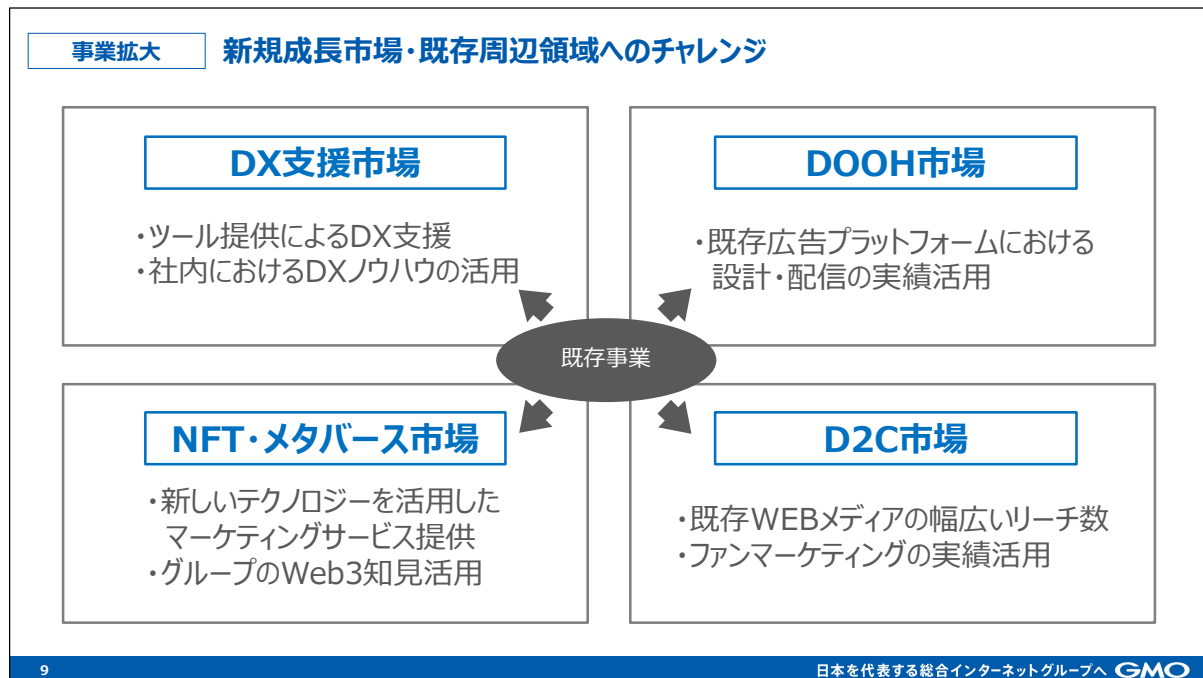 事業拡大
新規成長市場・既存周辺領域へのチャレンジ
DX支援市場
・ツール提供によるDX支援
・社内におけるDXノウハウの活用
DOOH市場
・既存広告プラットフォームにおける
設計・配信の実績活用
既存事業
NFT・メタバース市場
・新しいテクノロジーを活用した
マーケティングサービス提供
・グループのWeb3知見活用
D2C市場
・既存WEBメディアの幅広いリーチ数
・ファンマーケティングの実績活用
9
日本を代表する総合インターネットグループへ GMO